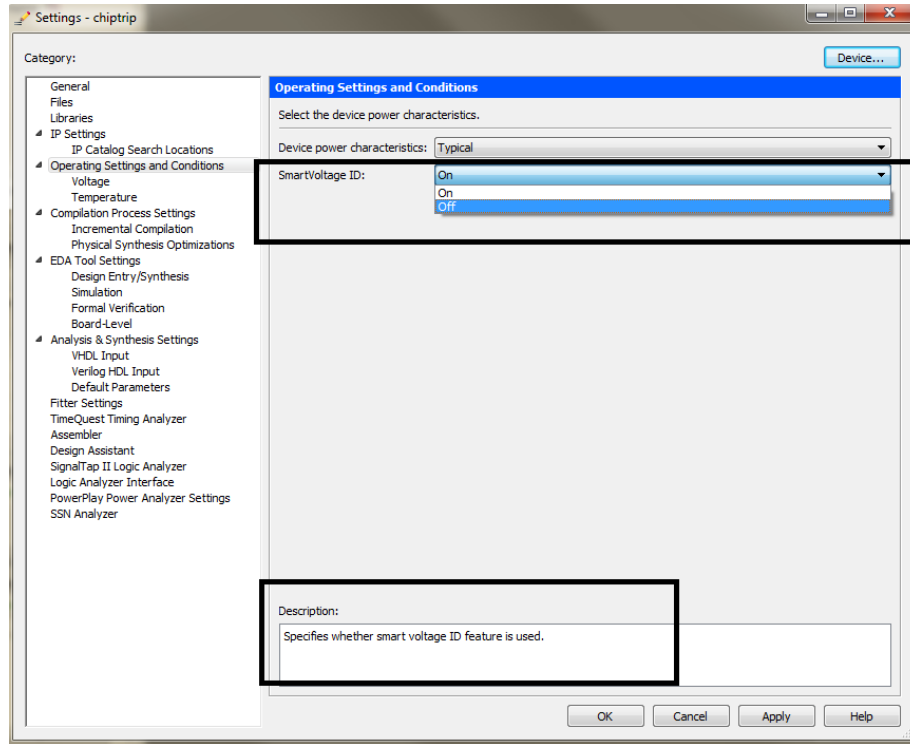 Settings - chiptrip
Category:
Device...
General
Files
Libraries
IP Settings
IP Catalog Search Locations
Operating Settings and Conditions
Voltage
Temperature
Compilation Process Settings
Incremental Compilation
Physical Synthesis Optimizations
EDA Tool Settings
Design Entry/Synthesis
Simulation
Formal Verification
Board-Level
Analysis & Synthesis Settings
VHDL Input
Verilog HDL Input
Default Parameters
Fitter Settings
TimeQuest Timing Analyzer
Assembler
Design Assistant
SignalTap II Logic Analyzer
Logic Analyzer Interface
PowerPlay Power Analyzer Settings
SSN Analyzer
Operating Settings and Conditions
Select the device power characteristics.
Device power characteristics: Typical
SmartVoltage ID: On
On
Off
Description:
Specifies whether smart voltage ID feature is used.
OK Cancel Apply Help